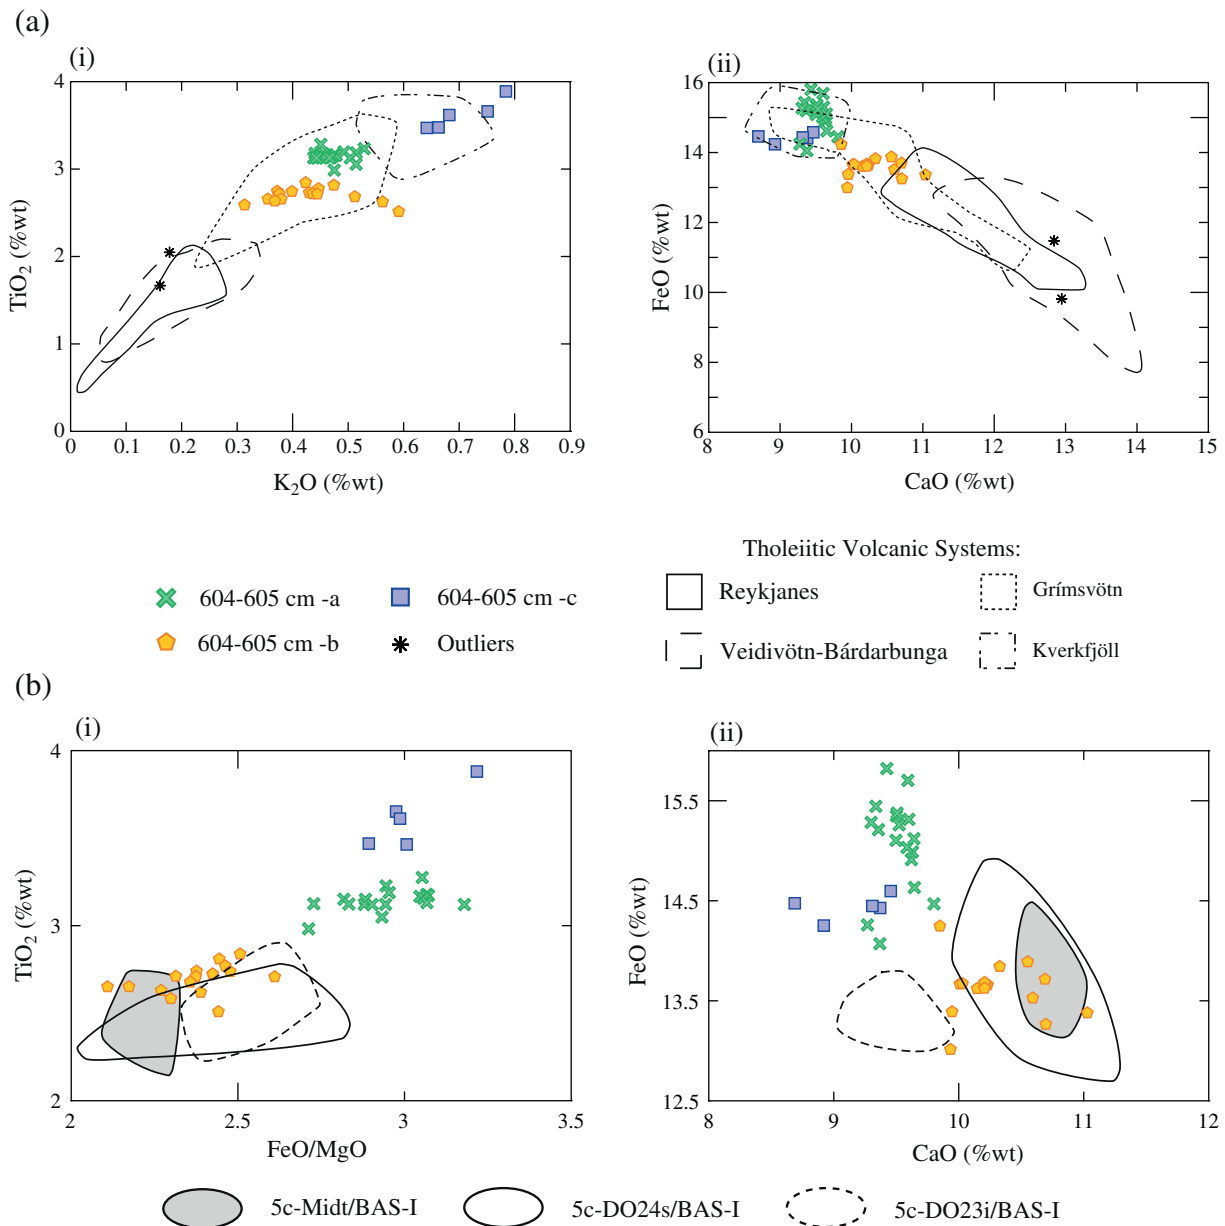 (a)
(i)
4
3
2
1
0
TiO2 (%wt)
0 0.1 0.2 0.3 0.4 0.5 0.6 0.7 0.8 0.9
K2O (%wt)
(ii)
16
14
12
10
8
6
FeO (%wt)
8 9 10 11 12 13 14 15
CaO (%wt)
604-605 cm -a
604-605 cm -c
604-605 cm -b
Outliers
Tholeiitic Volcanic Systems:
Reykjanes
Grímsvötn
Veidivötn-Bárdarbunga
Kverkfjöll
(b)
(i)
4
3
2
TiO2 (%wt)
2 2.5 3 3.5
FeO/MgO
(ii)
15.5
14.5
13.5
12.5
FeO (%wt)
8 9 10 11 12
CaO (%wt)
5c-Midt/BAS-I
5c-DO24s/BAS-I
5c-DO23i/BAS-I